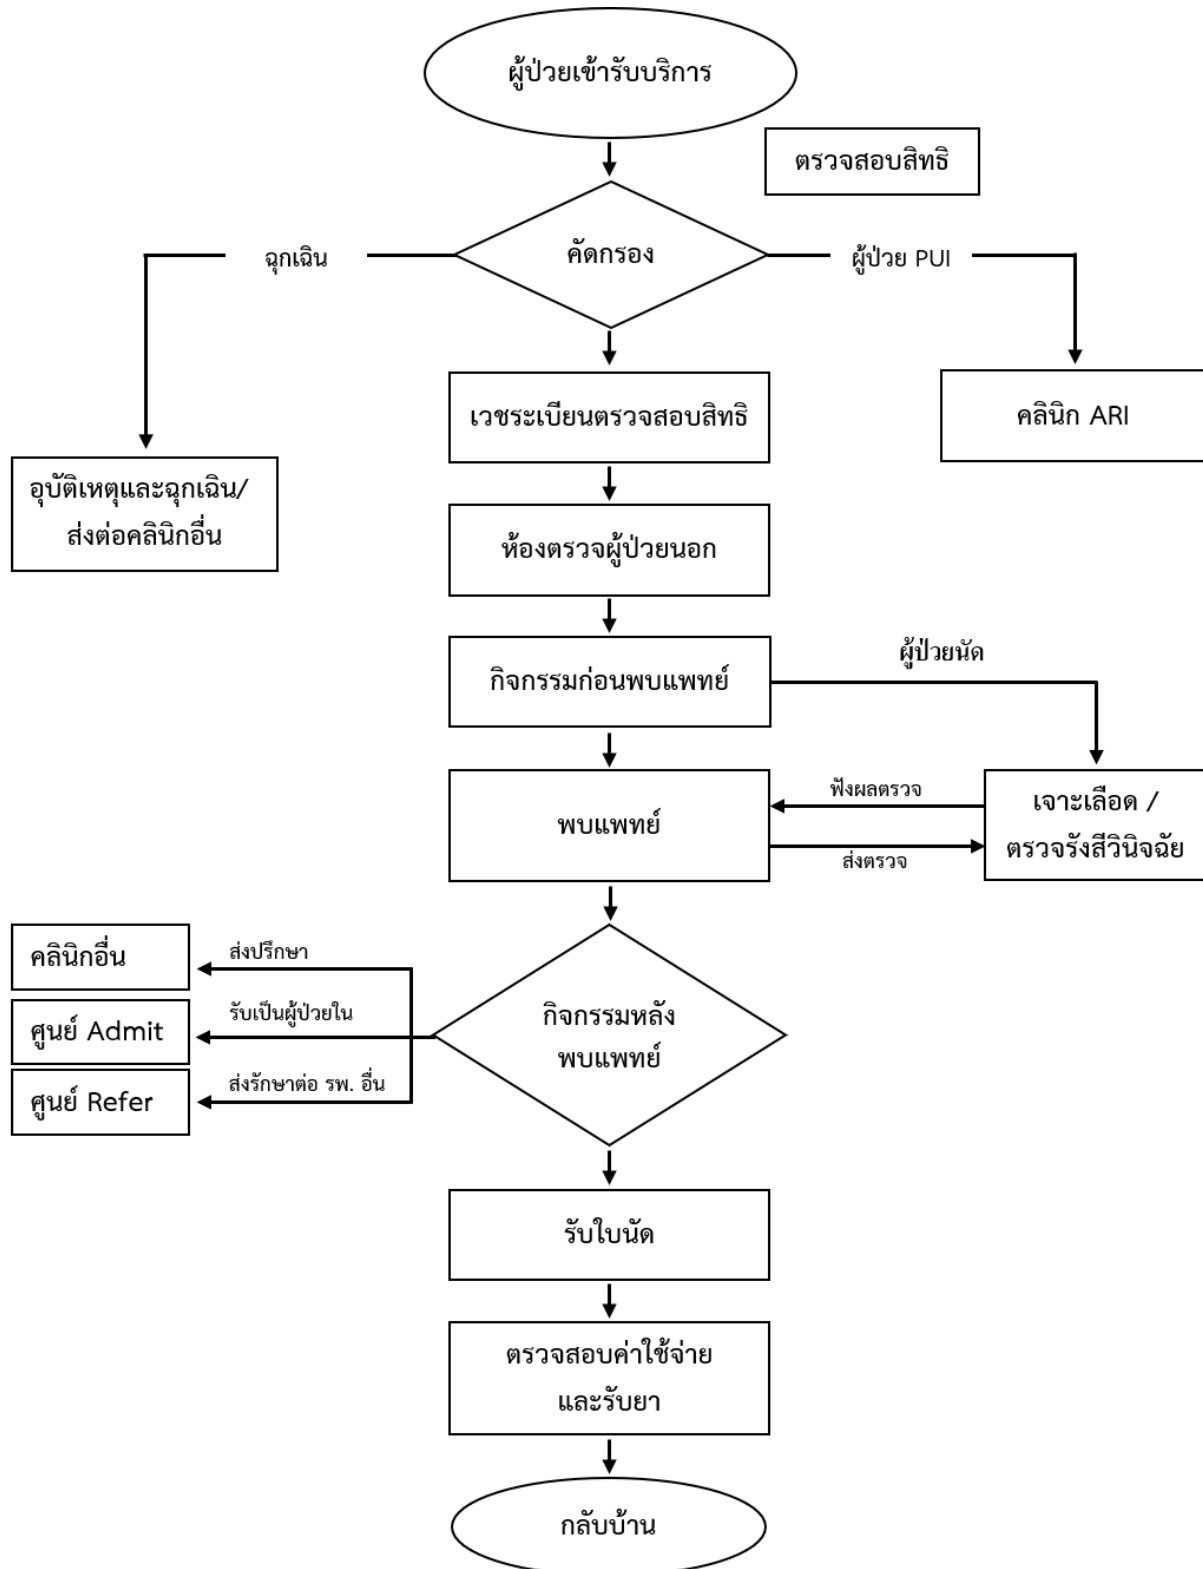 ผู้ป่วยเข้ารับบริการ
ตรวจสอบสิทธิ
คัดกรอง
ฉุกเฉิน
ผู้ป่วย PUI
เวชระเบียนตรวจสอบสิทธิ
คลินิก ARI
อุบัติเหตุและฉุกเฉิน/
ส่งต่อคลินิกอื่น
ห้องตรวจผู้ป่วยนอก
กิจกรรมก่อนพบแพทย์
ผู้ป่วยนัด
พบแพทย์
ฟังผลตรวจ
ส่งตรวจ
เจาะเลือด /
ตรวจรังสีวินิจฉัย
คลินิกอื่น
ส่งปรึกษา
ศูนย์ Admit
รับเป็นผู้ป่วยใน
ศูนย์ Refer
ส่งรักษาต่อ รพ. อื่น
กิจกรรมหลัง
พบแพทย์
รับใบนัด
ตรวจสอบค่าใช้จ่าย
และรับยา
กลับบ้าน